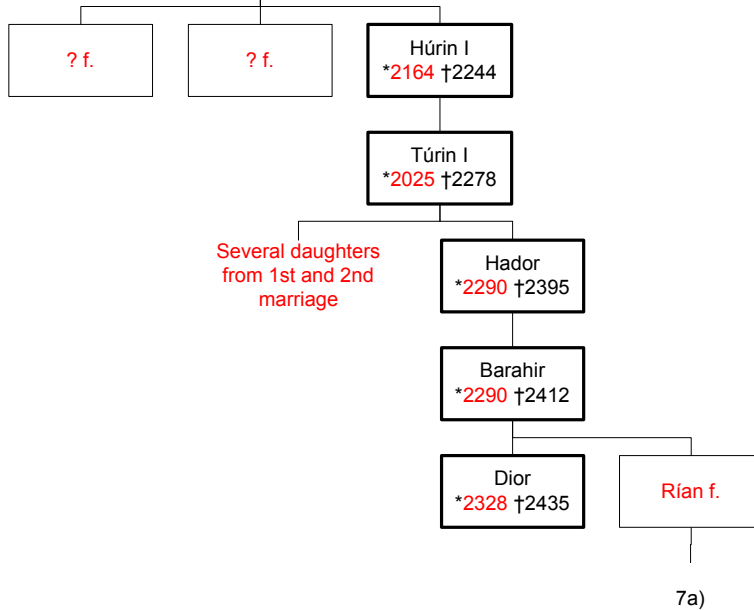 ? f.
? f.
Húrin I
*2164 †2244
Túrin I
*2025 †2278
Several daughters
from 1st and 2nd
marriage
Hador
*2290 †2395
Barahir
*2290 †2412
Dior
*2328 †2435
Rían f.
7a)